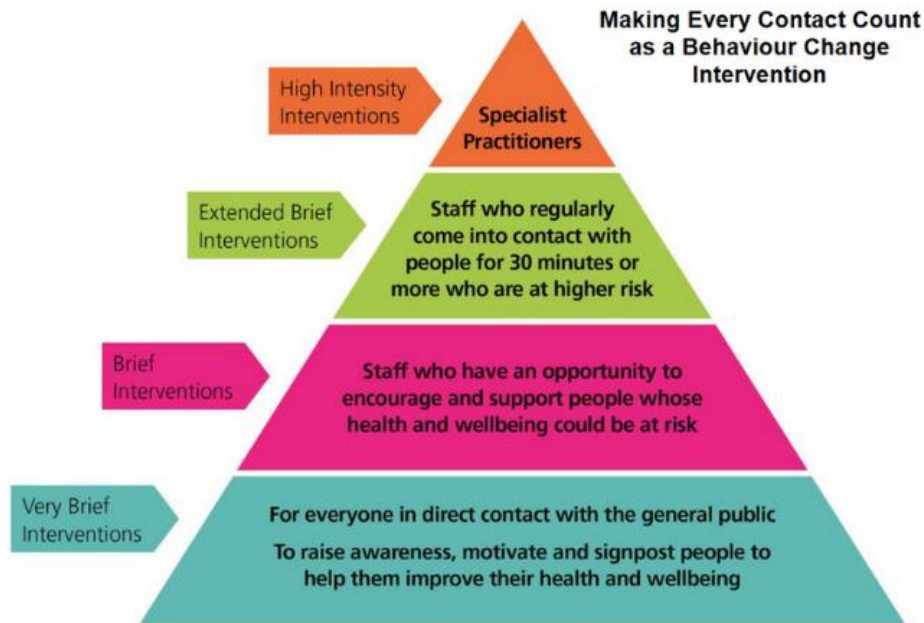 Making Every Contact Count
as a Behaviour Change
Intervention
High Intensity
Interventions
Specialist
Practitioners
Extended Brief
Interventions
Staff who regularly
come into contact with
people for 30 minutes or
more who are at higher risk
Brief
Interventions
Staff who have an opportunity to
encourage and support people whose
health and wellbeing could be at risk
Very Brief
Interventions
For everyone in direct contact with the general public
To raise awareness, motivate and signpost people to
help them improve their health and wellbeing